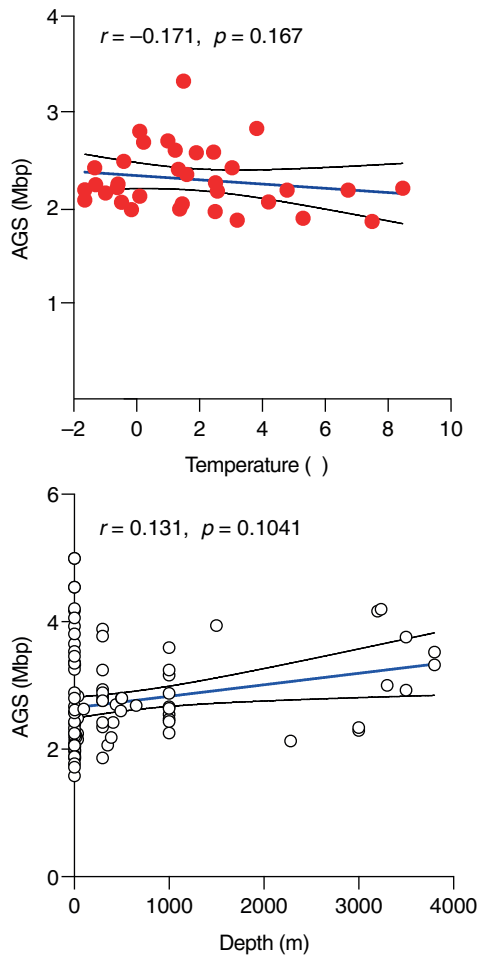 4
r = –0.171, p = 0.167
3
2
1
AGS (Mbp)
–2 0 2 4 6 8 10
Temperature ( )
6
r = 0.131, p = 0.1041
4
2
0
AGS (Mbp)
0 1000 2000 3000 4000
Depth (m)